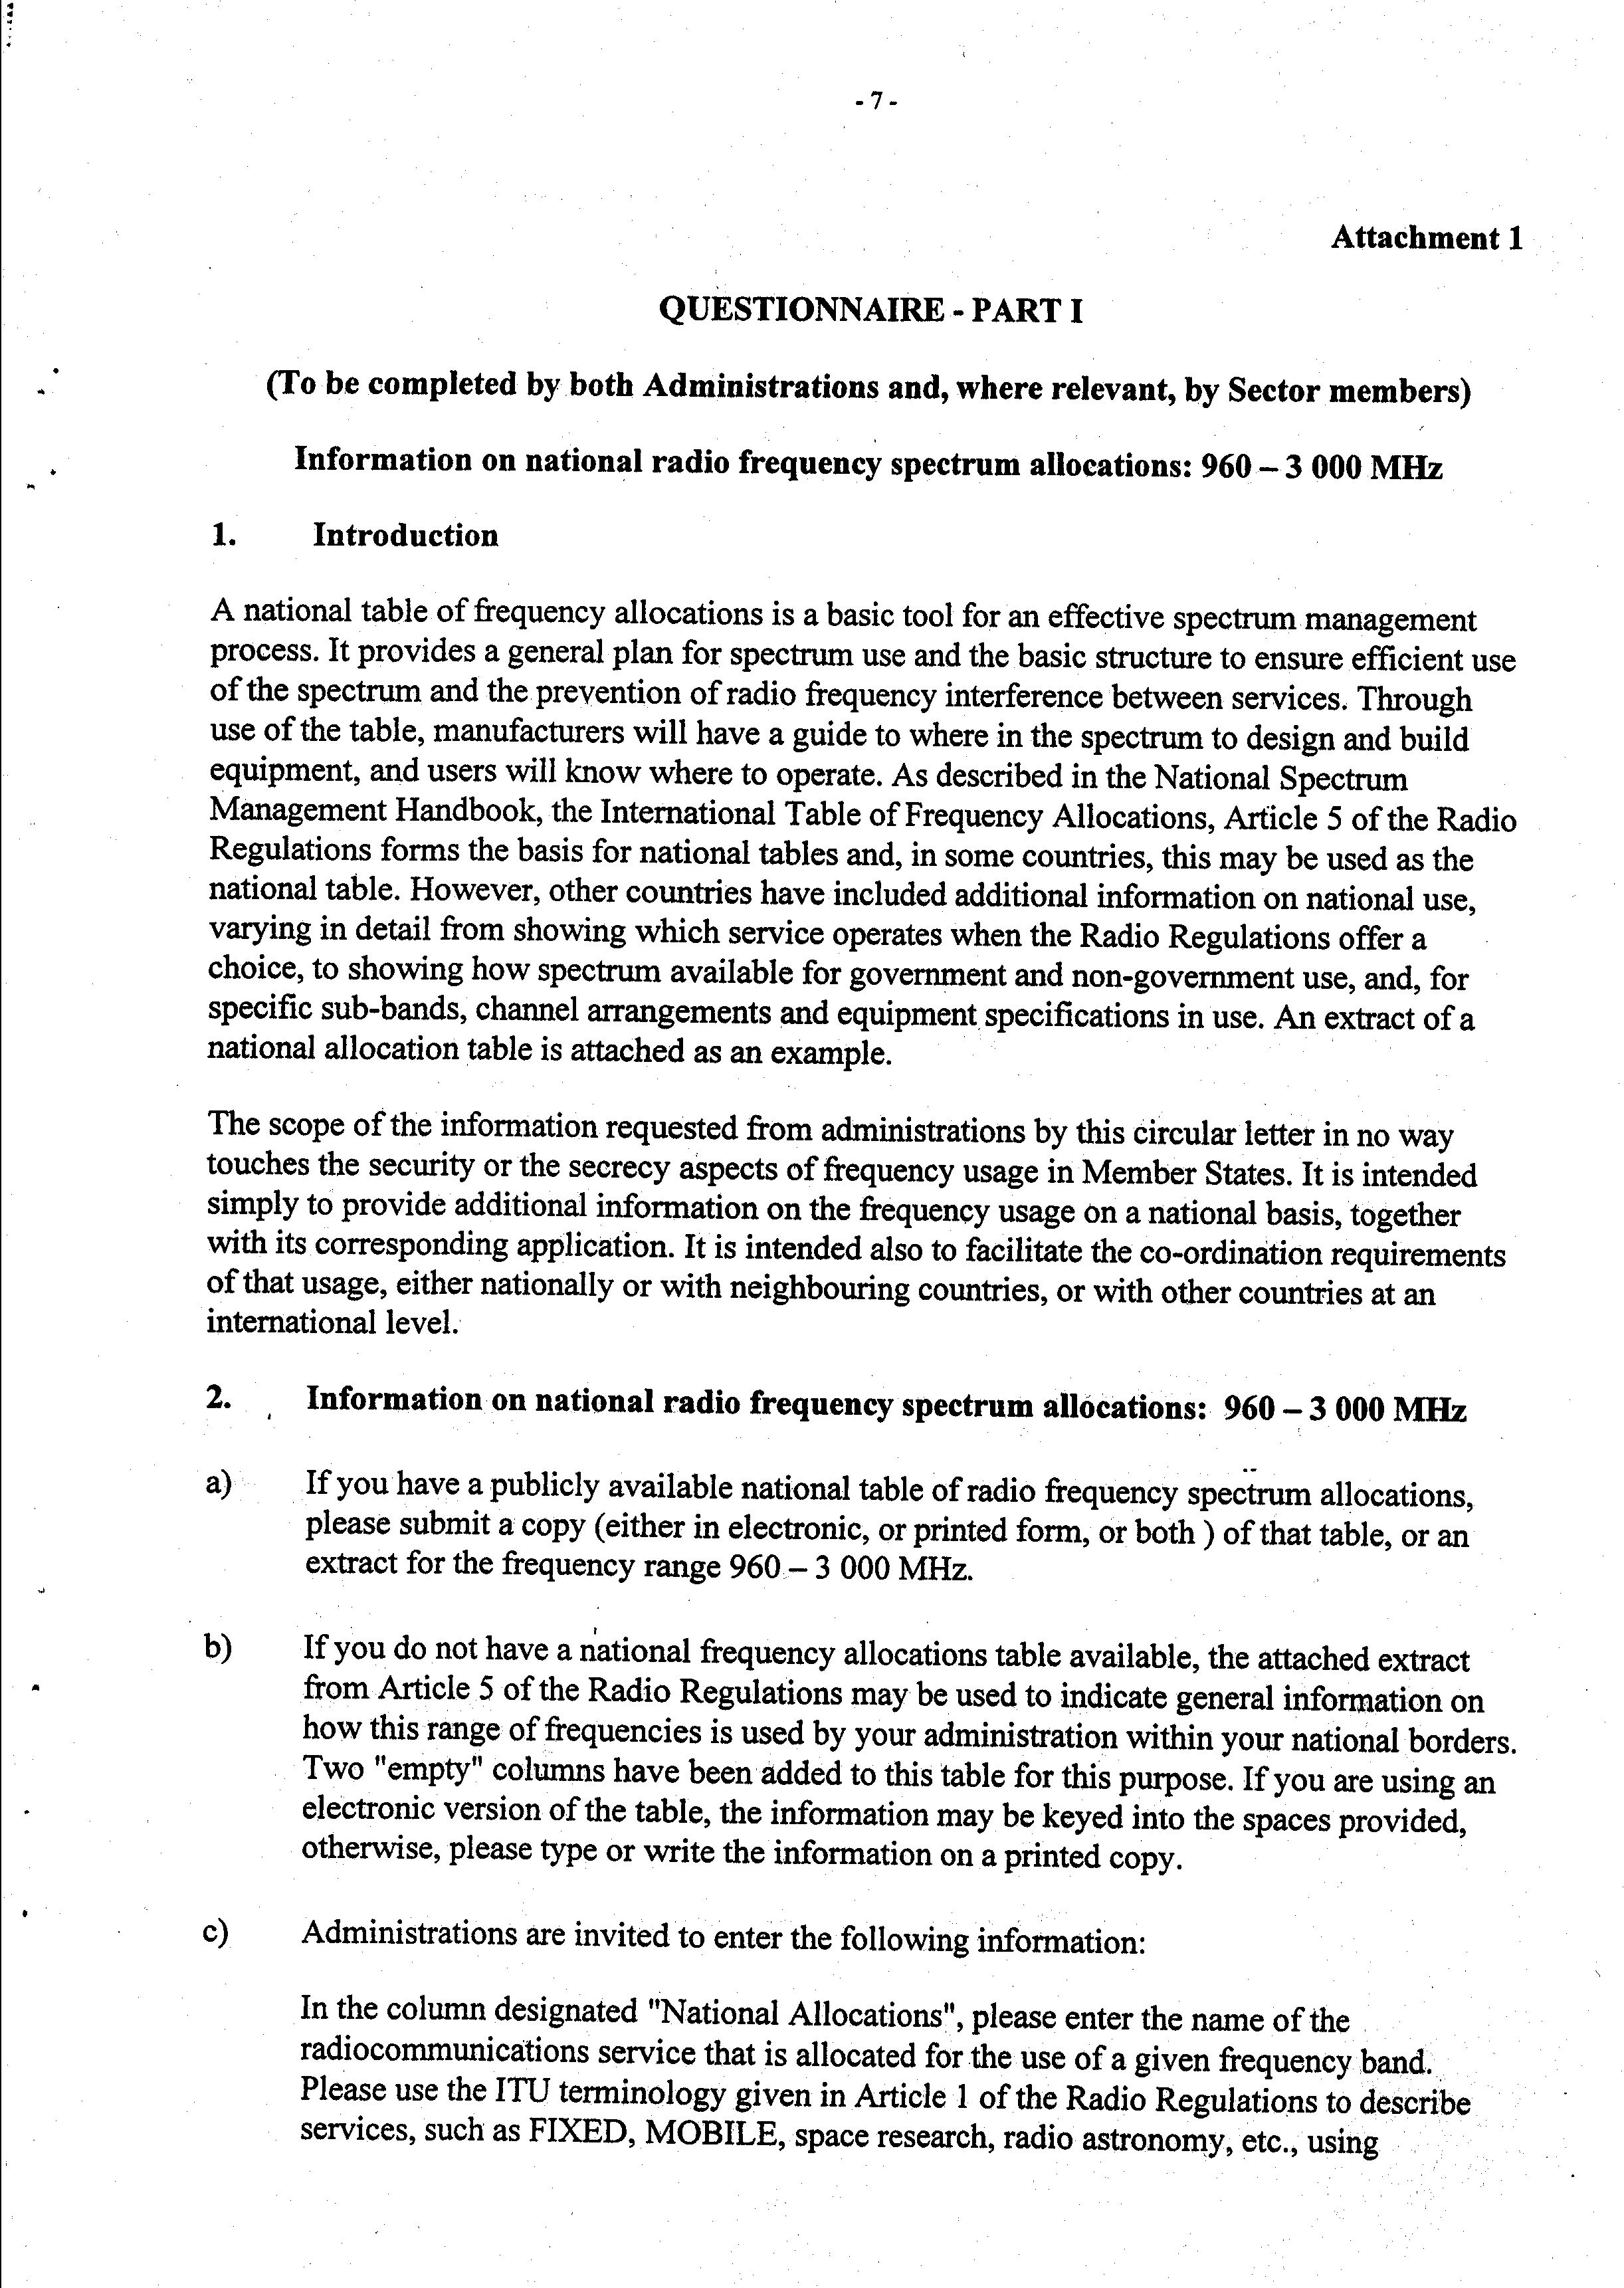 - 7 -
Attachment 1
QUESTIONNAIRE - PART I
(To be completed by both Administrations and, where relevant, by Sector members)
Information on national radio frequency spectrum allocations: 960 – 3 000 MHz
1. Introduction
A national table of frequency allocations is a basic tool for an effective spectrum management
process. It provides a general plan for spectrum use and the basic structure to ensure efficient use
of the spectrum and the prevention of radio frequency interference between services. Through
use of the table, manufacturers will have a guide to where in the spectrum to design and build
equipment, and users will know where to operate. As described in the National Spectrum
Management Handbook, the International Table of Frequency Allocations, Article 5 of the Radio
Regulations forms the basis for national tables and, in some countries, this may be used as the
national table. However, other countries have included additional information on national use,
varying in detail from showing which service operates when the Radio Regulations offer a
choice, to showing how spectrum available for government and non-government use, and, for
specific sub-bands, channel arrangements and equipment specifications in use. An extract of a
national allocation table is attached as an example.
The scope of the information requested from administrations by this circular letter in no way
touches the security or the secrecy aspects of frequency usage in Member States. It is intended
simply to provide additional information on the frequency usage on a national basis, together
with its corresponding application. It is intended also to facilitate the co-ordination requirements
of that usage, either nationally or with neighbouring countries, or with other countries at an
international level.
2. Information on national radio frequency spectrum allocations: 960 – 3 000 MHz
a) If you have a publicly available national table of radio frequency spectrum allocations,
please submit a copy (either in electronic, or printed form, or both ) of that table, or an
extract for the frequency range 960 – 3 000 MHz.
b) If you do not have a national frequency allocations table available, the attached extract
from Article 5 of the Radio Regulations may be used to indicate general information on
how this range of frequencies is used by your administration within your national borders.
Two "empty" columns have been added to this table for this purpose. If you are using an
electronic version of the table, the information may be keyed into the spaces provided,
otherwise, please type or write the information on a printed copy.
c) Administrations are invited to enter the following information:
In the column designated "National Allocations", please enter the name of the
radiocommunications service that is allocated for the use of a given frequency band.
Please use the ITU terminology given in Article 1 of the Radio Regulations to describe
services, such as FIXED, MOBILE, space research, radio astronomy, etc., using